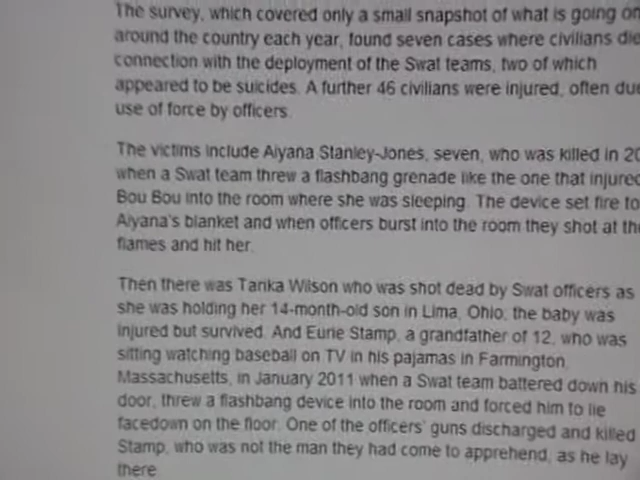 The survey, which covered only a small snapshot of what is going on
around the country each year, found seven cases where civilians
connection with the deployment of the Swat teams, two of which
appeared to be suicides. A further 46 civilians were injured, often
use of force by officers.
The victims include Aiyana Stanley-Jones, seven, who was killed in
when a Swat team threw a flashbang grenade like the one that injured
Bou Bou into the room where she was sleeping. The device set fire to
Aiyana's blanket and when officers burst into the room they shot at
flames and hit her.
Then there was Tarika Wilson who was shot dead by Swat officers as
she was holding her 14-month-old son in Lima, Ohio; the baby was
injured but survived. And Eurie Stamp, a grandfather of 12, who was
sitting watching baseball on TV in his pajamas in Farmington,
Massachusetts, in January 2011 when a Swat team battered down his
door, threw a flashbang device into the room and forced him to lie
facedown on the floor. One of the officers' guns discharged and killed
Stamp, who was not the man they had come to apprehend, as he lay
there